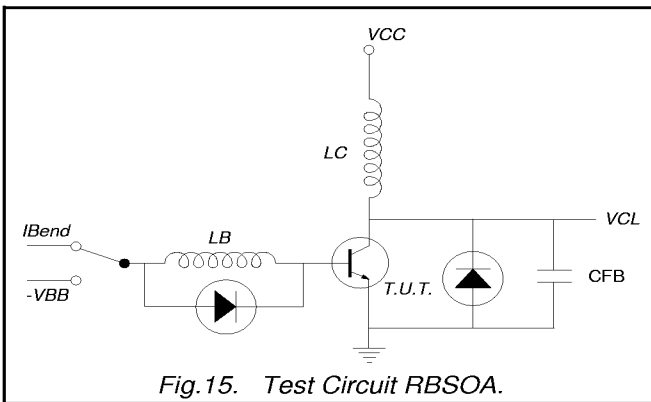 VCC
LC
IBend
LB
VCL
-VBB
T.U.T.
CFB
Fig.15. Test Circuit RBSOA.